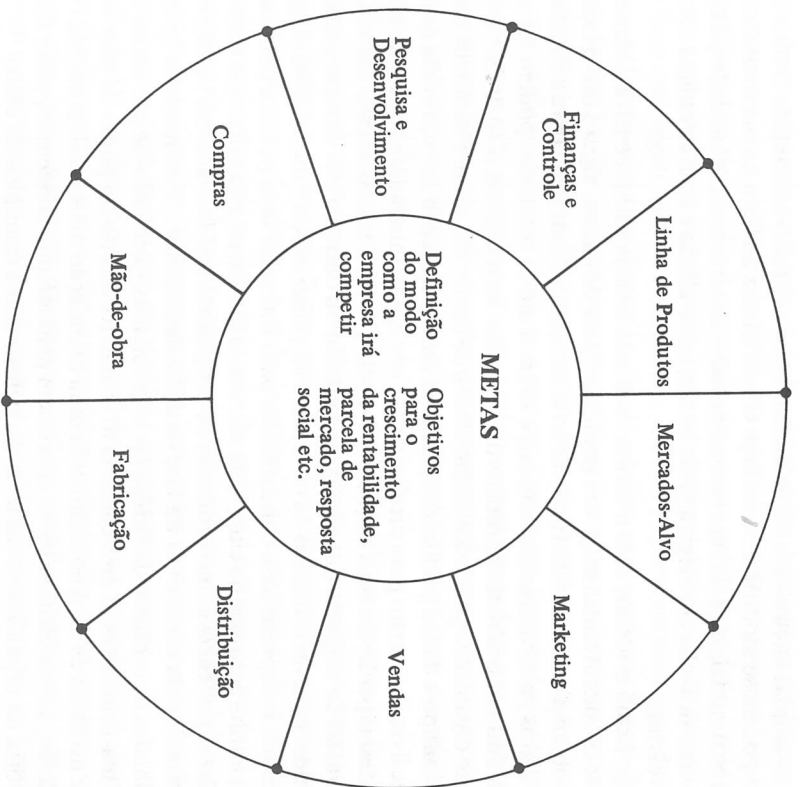 METAS
Definição
do modo
como a
empresa irá
competir
Objetivos
para o
crescimento
da rentabilidade,
parcela de
mercado, resposta
social etc.
Linha de Produtos
Mercados-Alvo
Marketing
Vendas
Distribuição
Fabricação
Mão-de-obra
Compras
Pesquisa e
Desenvolvimento
Finanças e
Controle